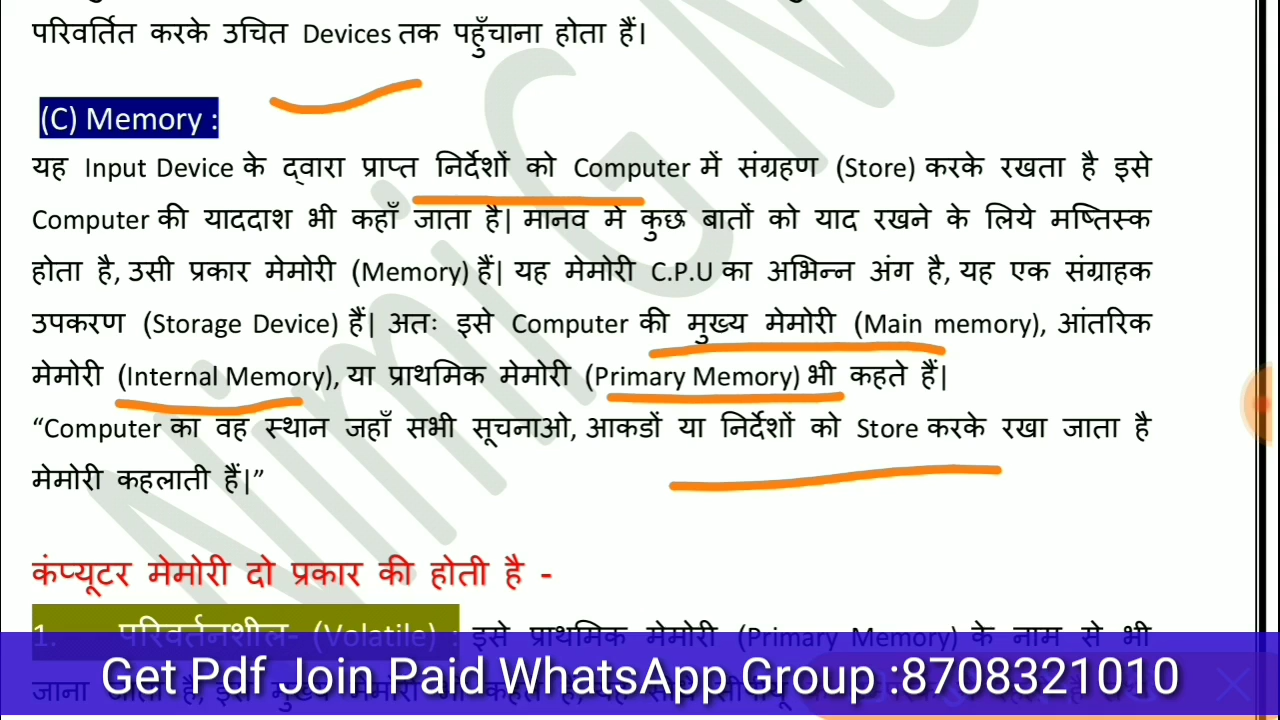 परिवर्तित करके उचित Devices तक पहुँचाना होता हैं।
(C) Memory :
यह Input Device के द्वारा प्राप्त निर्देशों को Computer में संग्रहण (Store) करके रखता है इसे
Computer की याददाश भी कहाँ जाता है| मानव मे कुछ बातों को याद रखने के लिये मष्तिस्क
होता है, उसी प्रकार मेमोरी (Memory) हैं| यह मेमोरी C.P.U का अभिन्न अंग है, यह एक संग्राहक
उपकरण (Storage Device) हैं| अतः इसे Computer की मुख्य मेमोरी (Main memory), आंतरिक
मेमोरी (Internal Memory), या प्राथमिक मेमोरी (Primary Memory) भी कहते हैं|
“Computer का वह स्थान जहाँ सभी सूचनाओ, आकडों या निर्देशों को Store करके रखा जाता है
मेमोरी कहलाती हैं|”
कंप्यूटर मेमोरी दो प्रकार की होती है -
1. परिवर्तनशील- (Volatile) : इसे प्राथमिक मेमोरी (Primary Memory) के नाम से भी
Get Pdf Join Paid WhatsApp Group :8708321010